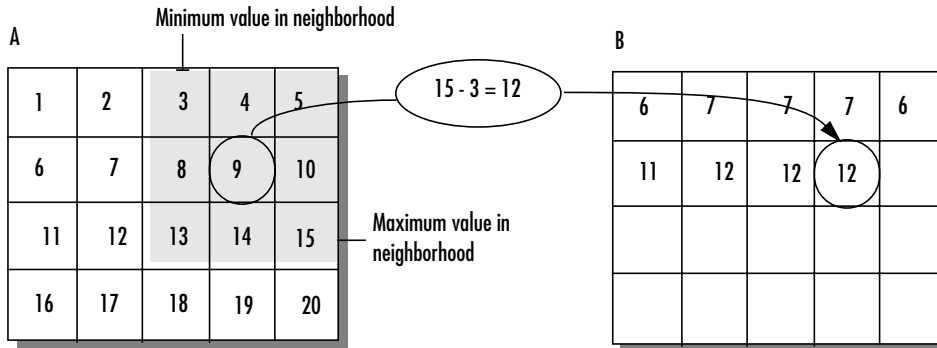 Minimum value in neighborhood
A
B
15 - 3 = 12
1 2 3 4 5
6 7 8 9 10
11 12 13 14 15
16 17 18 19 20
Maximum value in
neighborhood
6 7 7 7 6
11 12 12 12